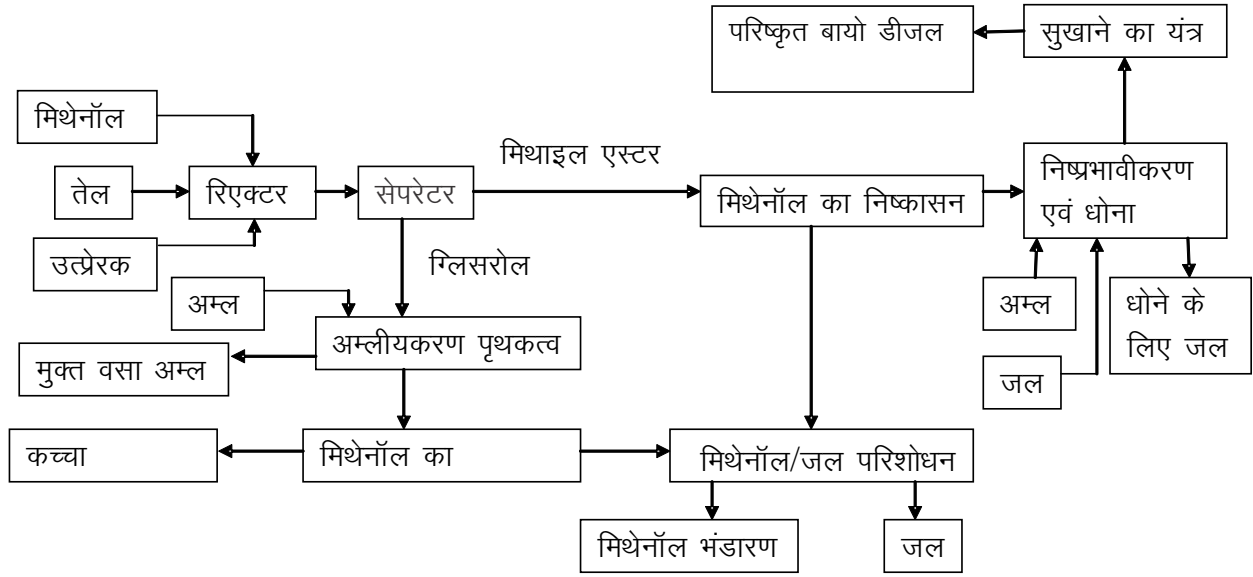 परिष्कृत बायो डीजल
सुखाने का यंत्र
मिथेनॉल
मिथाइल एस्टर
निष्प्रभावीकरण
एवं धोना
तेल
रिएक्टर
सेपरेटर
मिथेनॉल का निष्कासन
उत्प्रेरक
ग्लिसरोल
अम्ल
अम्ल
धोने के
लिए जल
अम्लीयकरण पृथकत्व
मुक्त वसा अम्ल
जल
कच्चा
मिथेनॉल का
मिथेनॉल/जल परिशोधन
मिथेनॉल भंडारण
जल